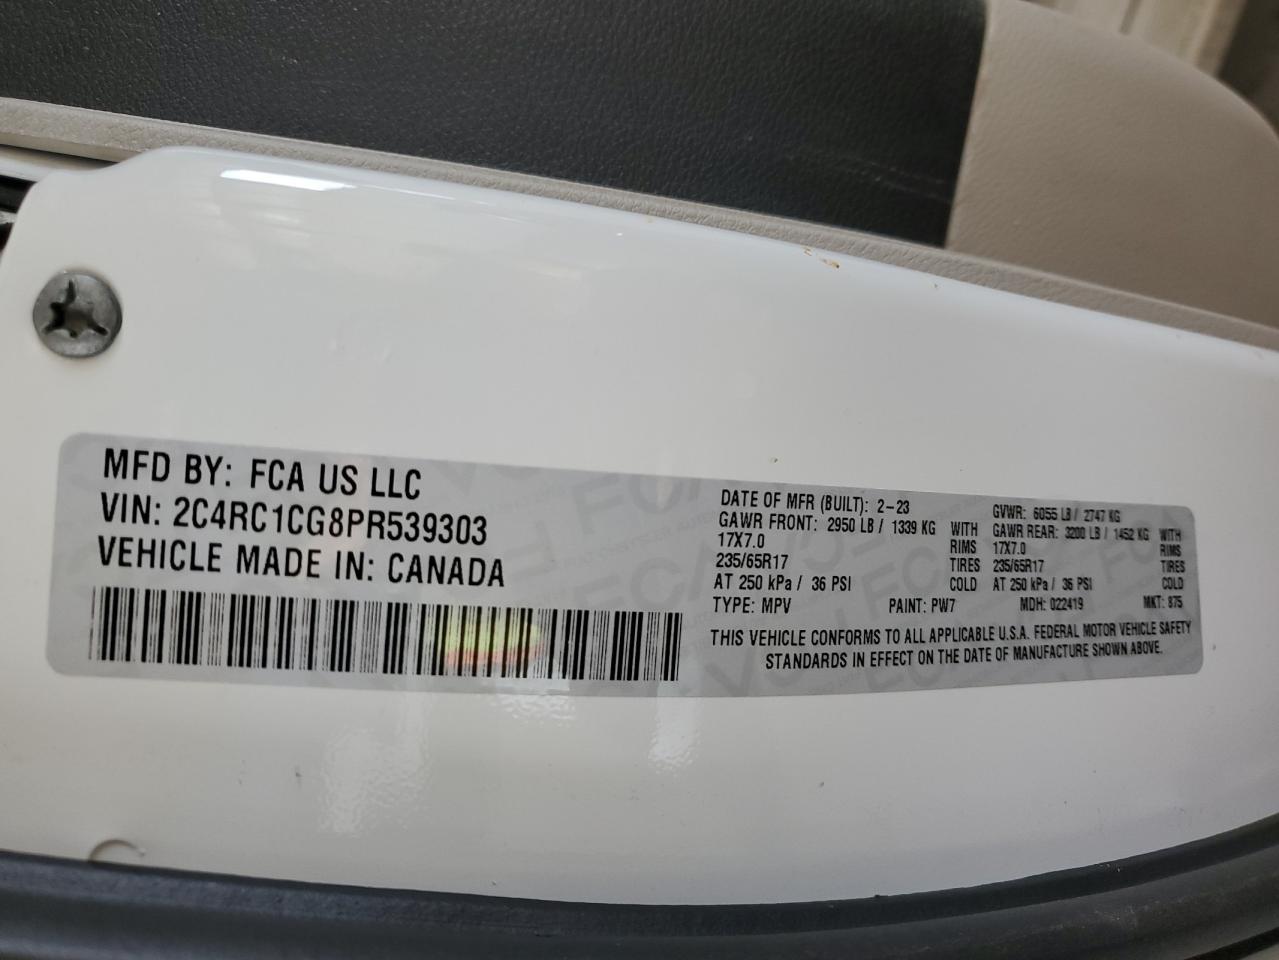 MFD BY: FCA US LLC
VIN: 2C4RC1CG8PR539303
VEHICLE MADE IN: CANADA
DATE OF MFR (BUILT): 2-23 GVWR: 6055 LB / 2747 KG
GAWR FRONT: 2950 LB / 1339 KG WITH GAWR REAR: 3200 LB / 1452 KG WITH
17X7.0 RIMS 17X7.0 RIMS
235/65R17 TIRES 235/65R17 TIRES
AT 250 kPa / 36 PSI COLD AT 250 kPa / 36 PSI COLD
TYPE: MPV PAINT: PW7 MDH: 022419 MKT: 875
THIS VEHICLE CONFORMS TO ALL APPLICABLE U.S.A. FEDERAL MOTOR VEHICLE SAFETY
STANDARDS IN EFFECT ON THE DATE OF MANUFACTURE SHOWN ABOVE.